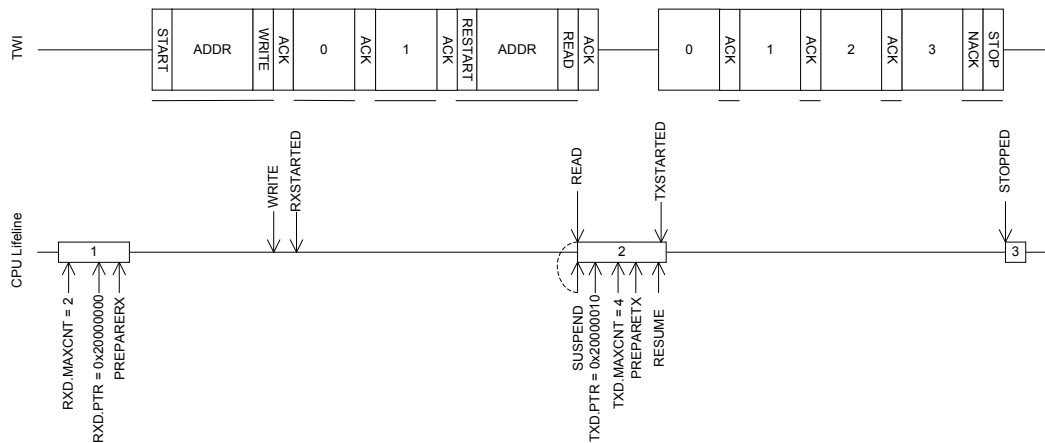 TWI
START
ADDR
WRITE
ACK
0
ACK
1
ACK
RESTART
ADDR
READ
ACK
0
ACK
1
ACK
2
ACK
3
NACK
STOP
WRITE
RXSTARTED
READ
TXSTARTED
STOPPED
CPU Lifeline
1
2
3
RXD.MAXCNT = 2
RXD.PTR = 0x20000000
PREPARERX
SUSPEND
TXD.PTR = 0x20000010
TXD.MAXCNT = 4
PREPARETX
RESUME